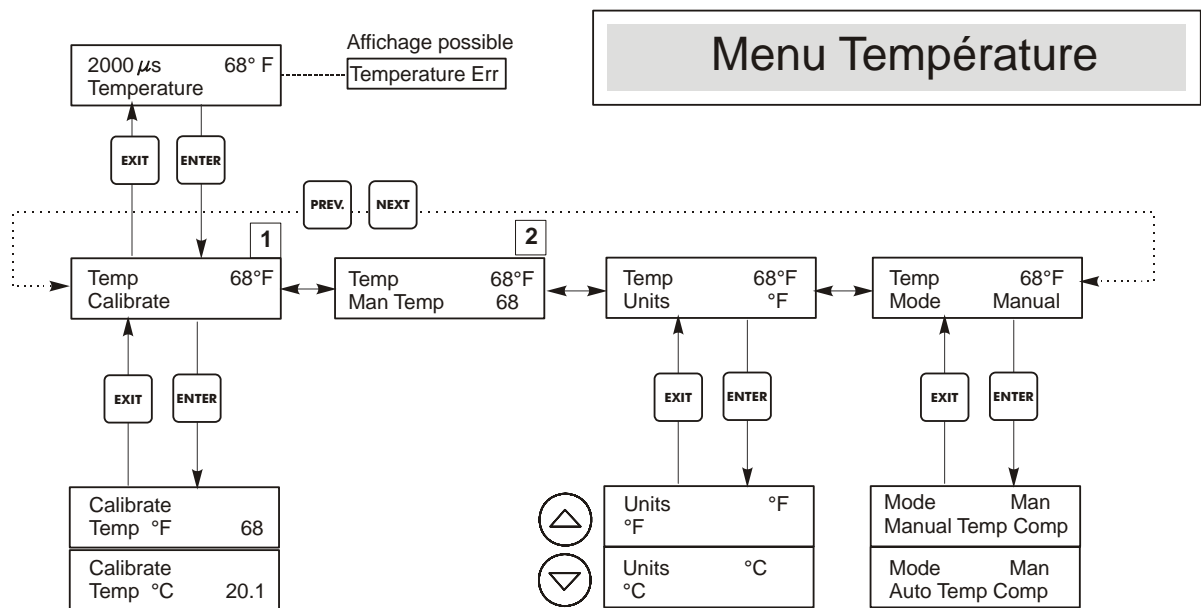 Menu Température
Affichage possible
Temperature Err
2000 µs 68° F
Temperature
EXIT
ENTER
PREV.
NEXT
1
2
Temp 68°F
Calibrate
Temp 68°F
Man Temp 68
Temp 68°F
Units °F
Temp 68°F
Mode Manual
EXIT
ENTER
EXIT
ENTER
EXIT
ENTER
Calibrate
Temp °F 68
Calibrate
Temp °C 20.1
Units °F
°F
Units °C
°C
Mode Man
Manual Temp Comp
Mode Man
Auto Temp Comp